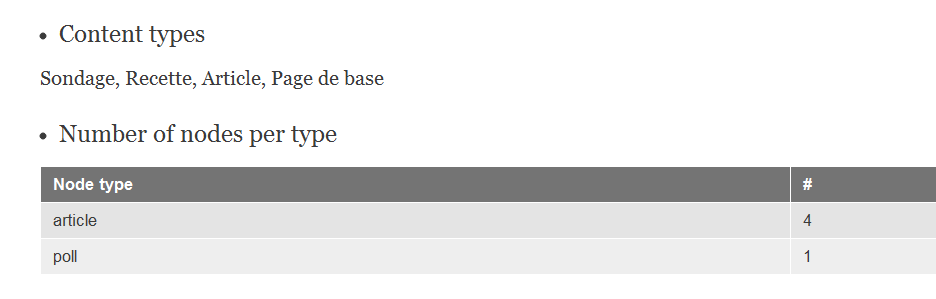 Content types
Sondage, Recette, Article, Page de base
Number of nodes per type
Node type #
article 4
poll 1